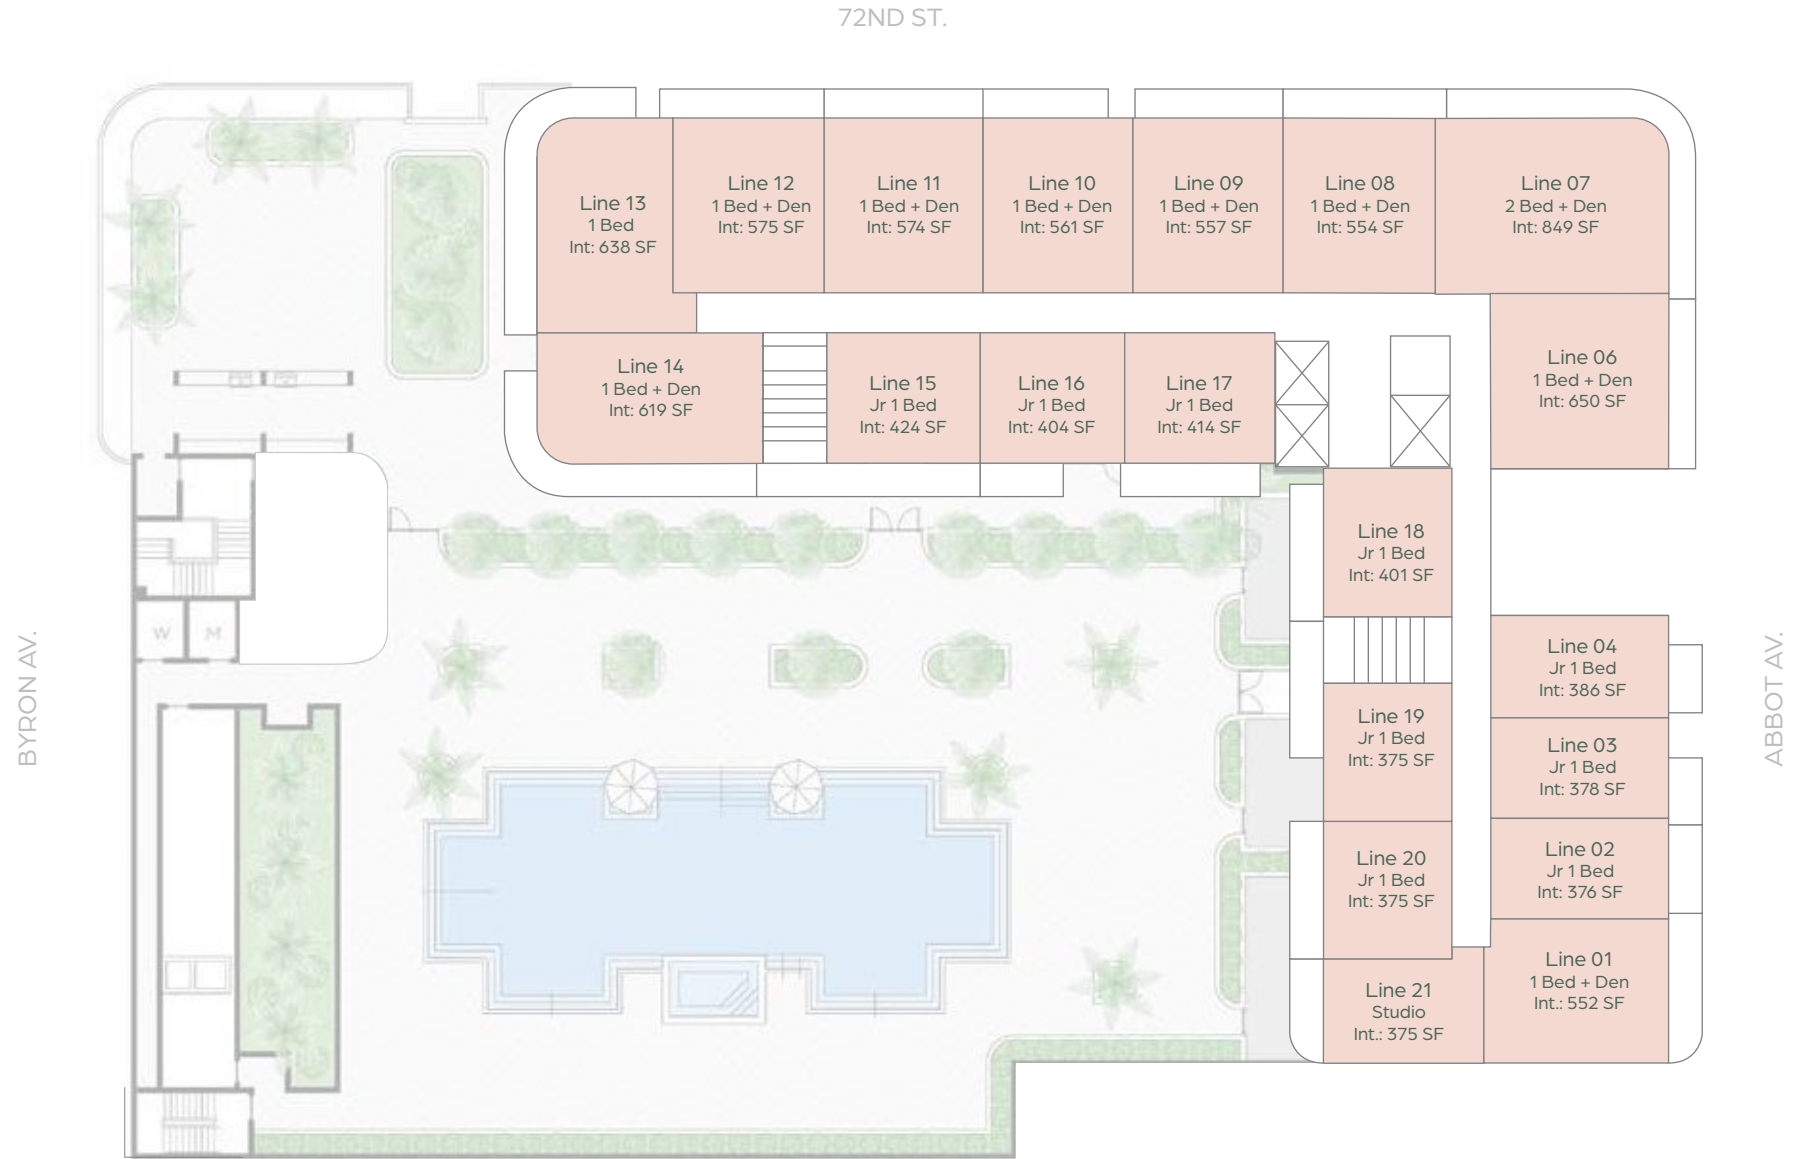 72ND ST.
Line 13
1 Bed
Int: 638 SF
Line 12
1 Bed + Den
Int: 575 SF
Line 11
1 Bed + Den
Int: 574 SF
Line 10
1 Bed + Den
Int: 561 SF
Line 09
1 Bed + Den
Int: 557 SF
Line 08
1 Bed + Den
Int: 554 SF
Line 07
2 Bed + Den
Int: 849 SF
Line 14
1 Bed + Den
Int: 619 SF
Line 15
Jr 1 Bed
Int: 424 SF
Line 16
Jr 1 Bed
Int: 404 SF
Line 17
Jr 1 Bed
Int: 414 SF
Line 06
1 Bed + Den
Int: 650 SF
Line 18
Jr 1 Bed
Int: 401 SF
W
M
BYRON AV.
ABBOT AV.
Line 04
Jr 1 Bed
Int: 386 SF
Line 19
Jr 1 Bed
Int: 375 SF
Line 03
Jr 1 Bed
Int: 378 SF
Line 20
Jr 1 Bed
Int: 375 SF
Line 02
Jr 1 Bed
Int: 376 SF
Line 21
Studio
Int.: 375 SF
Line 01
1 Bed + Den
Int.: 552 SF